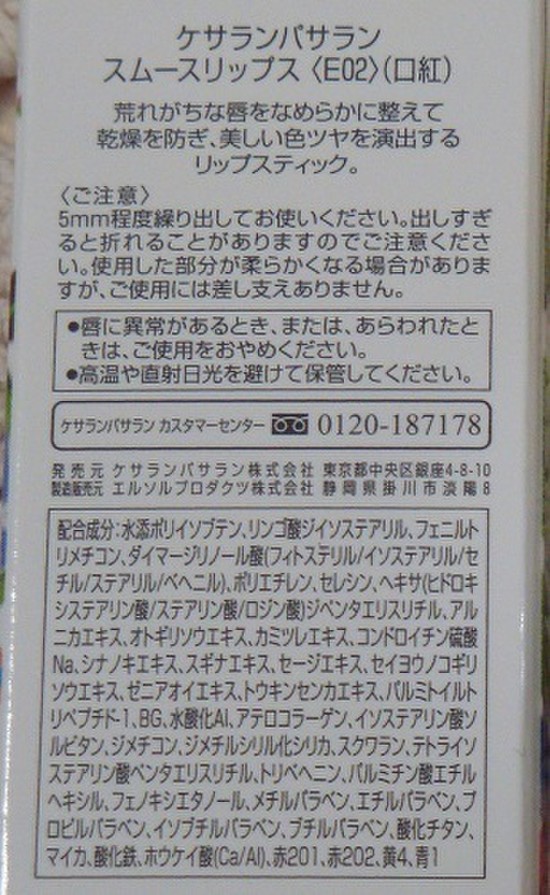 ケサランパサラン
スムースリップス〈E02〉(口紅)
荒れがちな唇をなめらかに整えて
乾燥を防ぎ、美しい色ツヤを演出する
リップスティック。
〈ご注意〉
5mm程度繰り出してお使いください。出しすぎ
ると折れることがありますのでご注意くださ
い。使用した部分が柔らかくなる場合がありま
すが、ご使用には差し支えありません。
●唇に異常があるとき、または、あらわれたと
きは、ご使用をおやめください。
●高温や直射日光を避けて保管してください。
ケサランパサラン カスタマーセンター 0120-187178
発売元 ケサランパサラン株式会社 東京都中央区銀座4-8-10
製造販売元 エルソルプロダクツ株式会社 静岡県掛川市淡陽8
配合成分:水添ポリイソブテン、リンゴ酸ジイソステアリル、フェニルト
リメチコン、ダイマージリノール酸(フィトステリル/イソステアリル/セ
チル/ステアリル/ベヘニル)、ポリエチレン、セレシン、ヘキサ(ヒドロキ
システアリン酸/ステアリン酸/ロジン酸)ジペンタエリスリチル、アル
ニカエキス、オトギリソウエキス、カミツレエキス、コンドロイチン硫酸
Na、シナノキエキス、スギナエキス、セージエキス、セイヨウノコギリ
ソウエキス、ゼニアオイエキス、トウキンセンカエキス、パルミトイルト
リペプチド-1、BG、水酸化Al、アテロコラーゲン、イソステアリン酸ソ
ルビタン、ジメチコン、ジメチルシリル化シリカ、スクワラン、テトライソ
ステアリン酸ペンタエリスリチル、トリベヘニン、パルミチン酸エチル
ヘキシル、フェノキシエタノール、メチルパラベン、エチルパラベン、プ
ロピルパラベン、イソブチルパラベン、ブチルパラベン、酸化チタン、
マイカ、酸化鉄、ホウケイ酸(Ca/Al)、赤201、赤202、黄4、青1